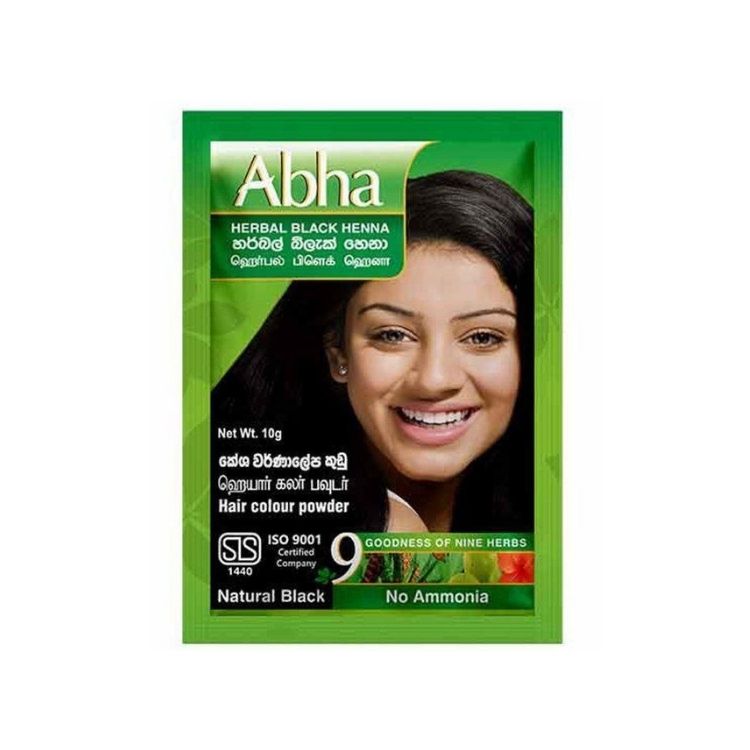 Abha
HERBAL BLACK HENNA
හර්බල් බ්ලැක් හෙනා
ஹெர்பல் பிளெக் ஹெனா
Net Wt. 10g
කේශ වර්ණාලේප කුඩු
ஹெயார் கலர் பவுடர்
Hair colour powder
SLS
1440
ISO 9001
Certified
Company
9 GOODNESS OF NINE HERBS
Natural Black
No Ammonia